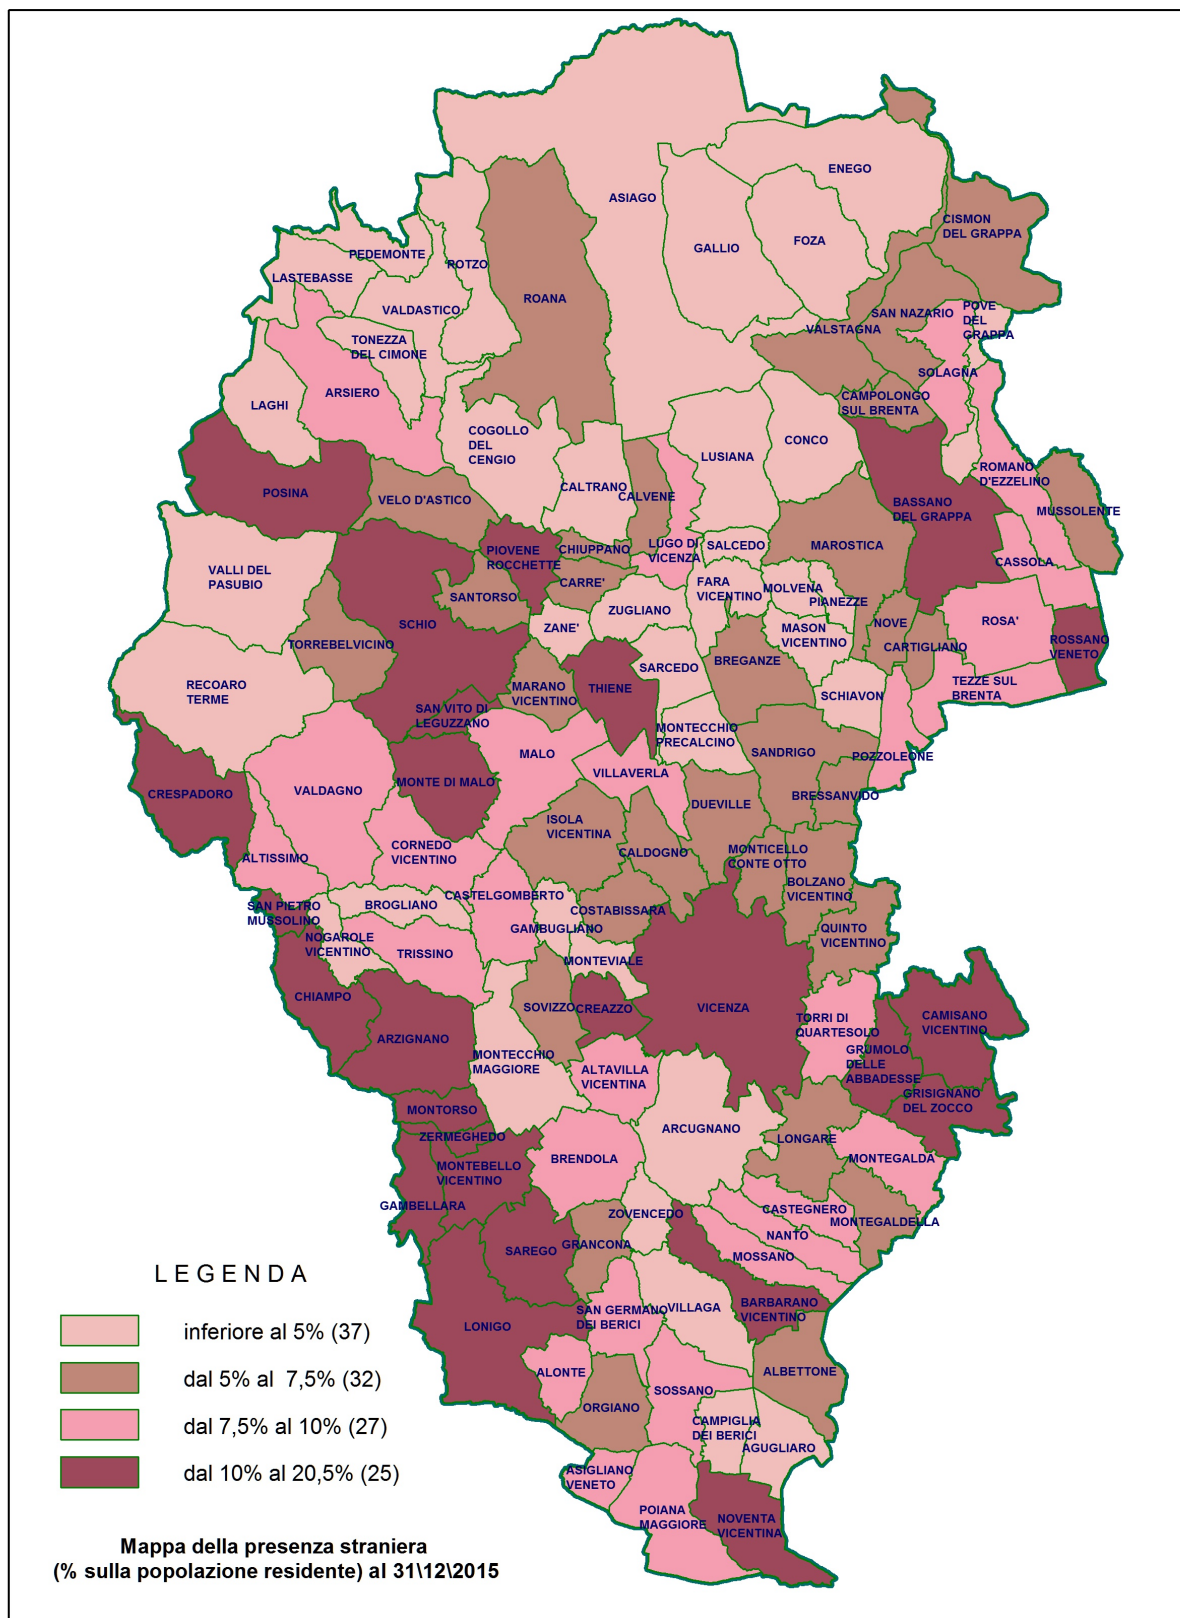 ENEGO
ASIAGO
CISMON
DEL GRAPPA
FOZA
GALLIO
PEDEMONTE
ROTZO
LASTEBASSE
ROANA
VALDASTICO
SAN NAZARIO
POVE
DEL
GRAPPA
VALSTAGNA
TONEZZA
DEL CIMONE
SOLAGNA
ARSIERO
CAMPOLONGO
SUL BRENTA
LAGHI
COGOLLO
DEL
CENGIO
CONCO
LUSIANA
ROMANO
D'EZZELINO
CALTRANO
CALVENE
POSINA
VELO D'ASTICO
BASSANO
DEL GRAPPA
MUSSOLENTE
LUGO DI
VICENZA
SALCEDO
MAROSTICA
PIOVENE
ROCCHETTE
CHIUPPANO
CASSOLA
VALLI DEL
PASUBIO
CARRE'
FARA
VICENTINO
MOLVENA
PIANEZZE
SANTORSO
ZUGLIANO
SCHIO
ZANE'
MASON
VICENTINO
NOVE
ROSA'
TORREBELVICINO
CARTIGLIANO
ROSSANO
VENETO
SARCEDO
BREGANZE
RECOARO
TERME
MARANO
VICENTINO
THIENE
SCHIAVON
TEZZE SUL
BRENTA
SAN VITO DI
LEGUZZANO
MONTECCHIO
PRECALCINO
MALO
SANDRIGO
POZZOLEONE
VILLAVERLA
MONTE DI MALO
CRESPADORO
VALDAGNO
DUEVILLE
BRESSANVIDO
ISOLA
VICENTINA
CORNEDO
VICENTINO
CALDOGNO
MONTICELLO
CONTE OTTO
ALTISSIMO
BOLZANO
VICENTINO
CASTELGOMBERTO
SAN PIETRO
MUSSOLINO
BROGLIANO
COSTABISSARA
GAMBUGLIANO
QUINTO
VICENTINO
NOGAROLE
VICENTINO
TRISSINO
MONTEVIALE
CHIAMPO
SOVIZZO
CREAZZO
VICENZA
TORRI DI
QUARTESOLO
CAMISANO
VICENTINO
ARZIGNANO
GRUMOLO
DELLE
ABBADESSE
MONTECCHIO
MAGGIORE
ALTAVILLA
VICENTINA
GRISIGNANO
DEL ZOCCO
MONTORSO
ARCUGNANO
ZERMEGHEDO
LONGARE
BRENDOLA
MONTEGALDA
MONTEBELLO
VICENTINO
GAMBELLARA
ZOVENCEDO
CASTEGNERO
MONTEGALDELLA
NANTO
GRANCONA
SAREGO
MOSSANO
BARBARANO
VICENTINO
SAN GERMANO
DEI BERICI
VILLAGA
LONIGO
ALONTE
ALBETTONE
SOSSANO
ORGIANO
CAMPIGLIA
DEI BERICI
AGUGLIARO
ASIGLIANO
VENETO
POIANA
MAGGIORE
NOVENTA
VICENTINA
LEGENDA
inferiore al 5% (37)
dal 5% al 7,5% (32)
dal 7,5% al 10% (27)
dal 10% al 20,5% (25)
Mappa della presenza straniera
(% sulla popolazione residente) al 31\12\2015